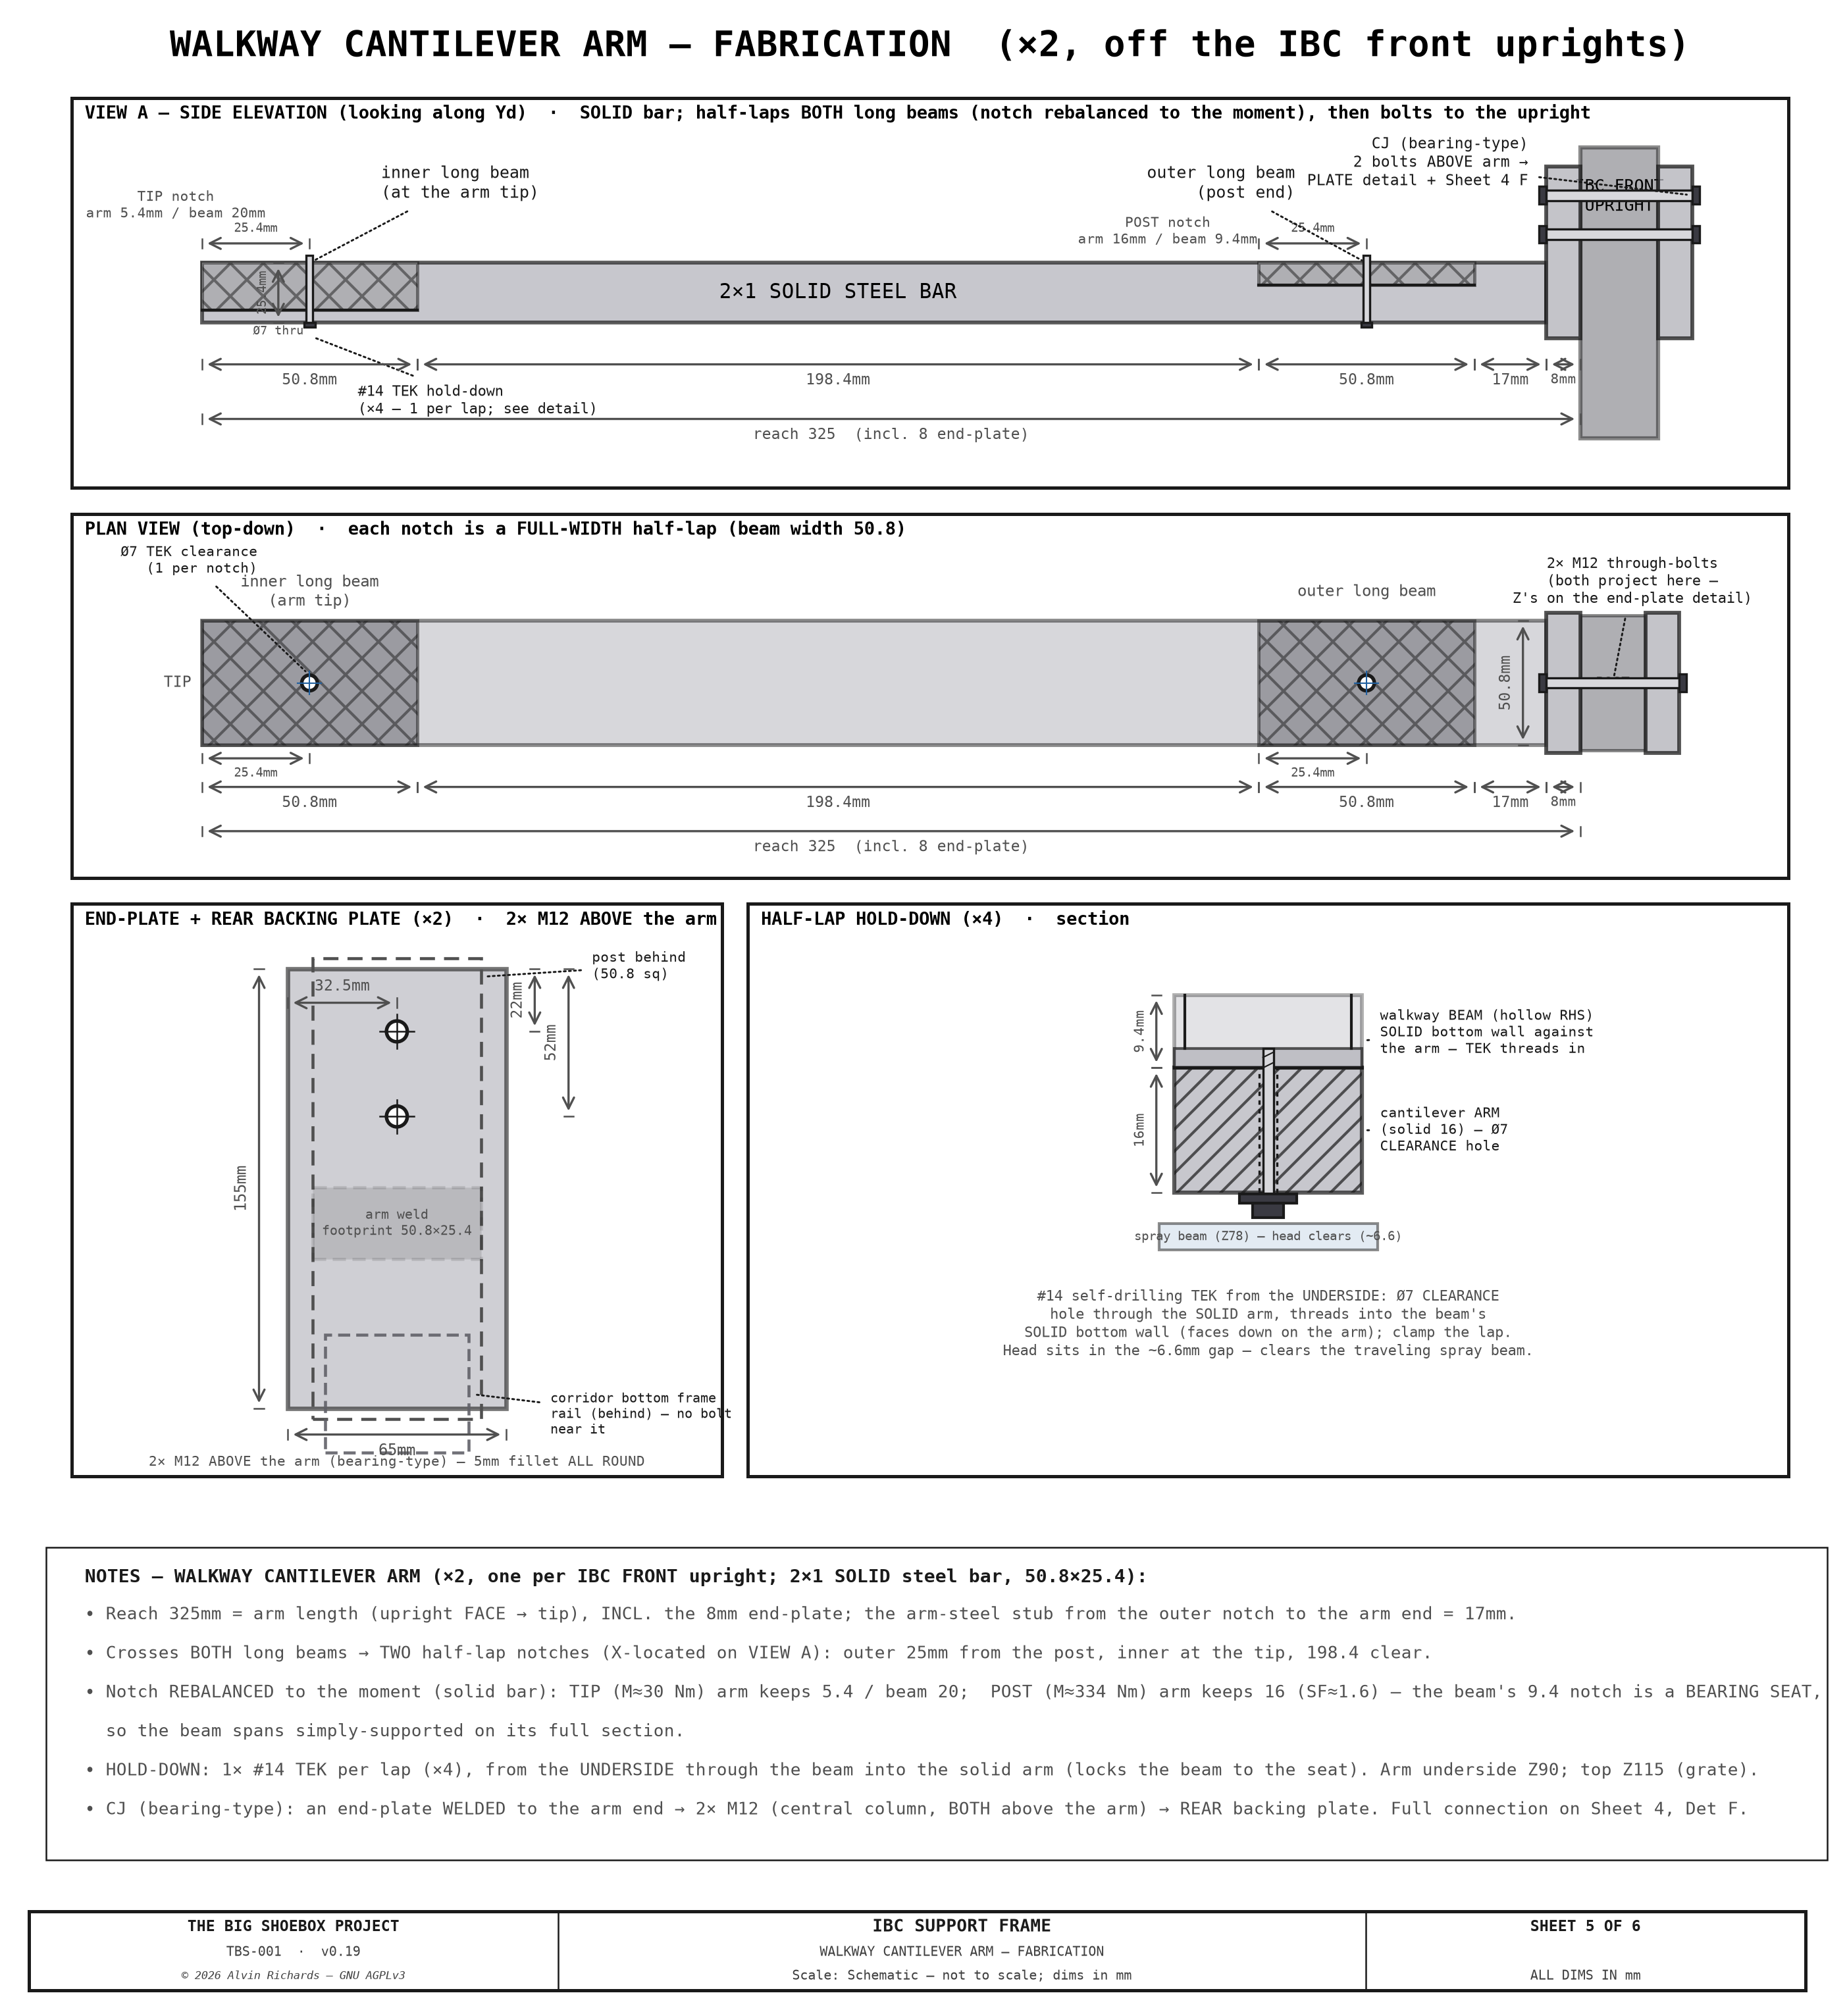 WALKWAY CANTILEVER ARM — FABRICATION (×2, off the IBC front uprights)
VIEW A — SIDE ELEVATION (looking along Yd) · SOLID bar; half-laps BOTH long beams (notch rebalanced to the moment), then bolts to the upright
CJ (bearing-type)
2 bolts ABOVE arm →
PLATE detail + Sheet 4 F
inner long beam
(at the arm tip)
outer long beam
(post end)
TIP notch
arm 5.4mm / beam 20mm
25.4mm
POST notch
arm 16mm / beam 9.4mm
25.4mm
IBC FRONT
UPRIGHT
25.4mm
2×1 SOLID STEEL BAR
Ø7 thru
50.8mm
198.4mm
50.8mm
17mm
8mm
#14 TEK hold-down
(×4 — 1 per lap; see detail)
reach 325 (incl. 8 end-plate)
PLAN VIEW (top-down) · each notch is a FULL-WIDTH half-lap (beam width 50.8)
Ø7 TEK clearance
(1 per notch)
inner long beam
(arm tip)
outer long beam
2× M12 through-bolts
(both project here —
Z's on the end-plate detail)
TIP
50.8mm
25.4mm
25.4mm
50.8mm
198.4mm
50.8mm
17mm
8mm
reach 325 (incl. 8 end-plate)
END-PLATE + REAR BACKING PLATE (×2) · 2× M12 ABOVE the arm
post behind
(50.8 sq)
32.5mm
22mm
52mm
155mm
arm weld
footprint 50.8×25.4
corridor bottom frame
rail (behind) — no bolt
near it
65mm
2× M12 ABOVE the arm (bearing-type) — 5mm fillet ALL ROUND
HALF-LAP HOLD-DOWN (×4) · section
9.4mm
walkway BEAM (hollow RHS)
SOLID bottom wall against
the arm — TEK threads in
16mm
cantilever ARM
(solid 16) — Ø7
CLEARANCE hole
spray beam (Z78) — head clears (~6.6)
#14 self-drilling TEK from the UNDERSIDE: Ø7 CLEARANCE
hole through the SOLID arm, threads into the beam's
SOLID bottom wall (faces down on the arm); clamp the lap.
Head sits in the ~6.6mm gap — clears the traveling spray beam.
NOTES — WALKWAY CANTILEVER ARM (×2, one per IBC FRONT upright; 2×1 SOLID steel bar, 50.8×25.4):
• Reach 325mm = arm length (upright FACE → tip), INCL. the 8mm end-plate; the arm-steel stub from the outer notch to the arm end = 17mm.
• Crosses BOTH long beams → TWO half-lap notches (X-located on VIEW A): outer 25mm from the post, inner at the tip, 198.4 clear.
• Notch REBALANCED to the moment (solid bar): TIP (M≈30 Nm) arm keeps 5.4 / beam 20; POST (M≈334 Nm) arm keeps 16 (SF≈1.6) — the beam's 9.4 notch is a BEARING SEAT,
so the beam spans simply-supported on its full section.
• HOLD-DOWN: 1× #14 TEK per lap (×4), from the UNDERSIDE through the beam into the solid arm (locks the beam to the seat). Arm underside Z90; top Z115 (grate).
• CJ (bearing-type): an end-plate WELDED to the arm end → 2× M12 (central column, BOTH above the arm) → REAR backing plate. Full connection on Sheet 4, Det F.
THE BIG SHOEBOX PROJECT
TBS-001 · v0.19
© 2026 Alvin Richards — GNU AGPLv3
IBC SUPPORT FRAME
WALKWAY CANTILEVER ARM — FABRICATION
Scale: Schematic — not to scale; dims in mm
SHEET 5 OF 6
ALL DIMS IN mm